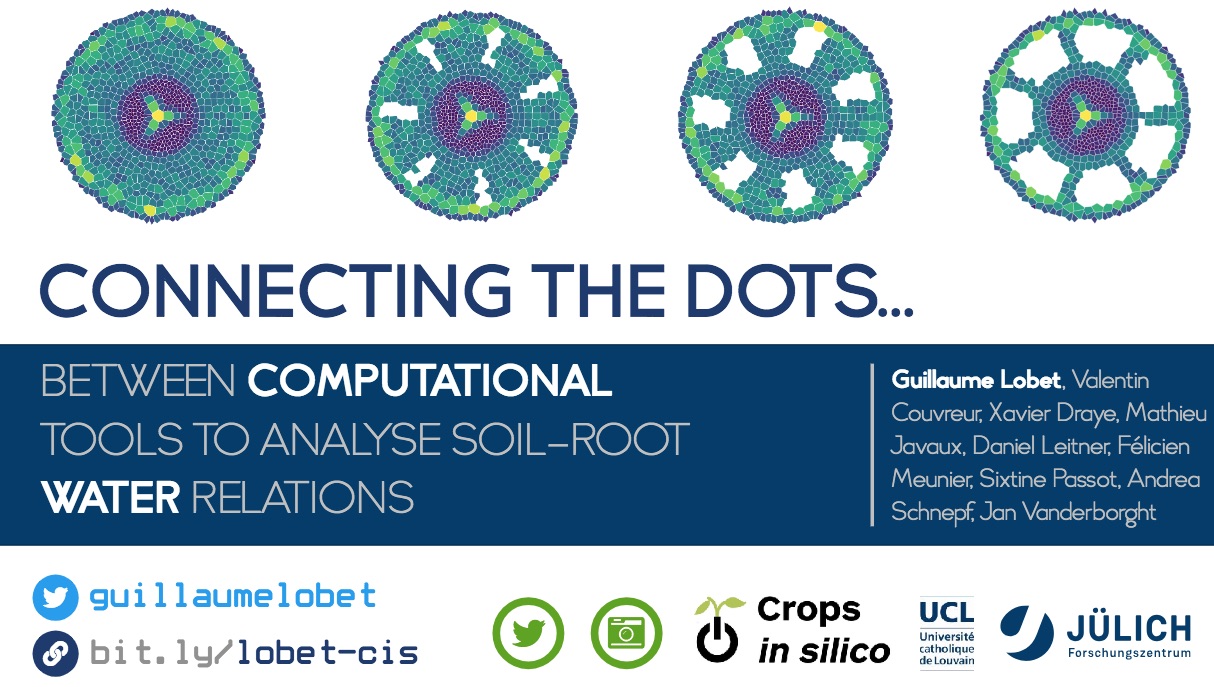 CONNECTING THE DOTS...
BETWEEN COMPUTATIONAL
TOOLS TO ANALYSE SOIL-ROOT
WATER RELATIONS
Guillaume Lobet, Valentin
Couvreur, Xavier Draye, Mathieu
Javaux, Daniel Leitner, Félicien
Meunier, Sixtine Passot, Andrea
Schnepf, Jan Vanderborght
guillaumelobet
bit.ly/lobet-cis
Crops
in silico
UCL
Université
catholique
de Louvain
JÜLICH
Forschungszentrum